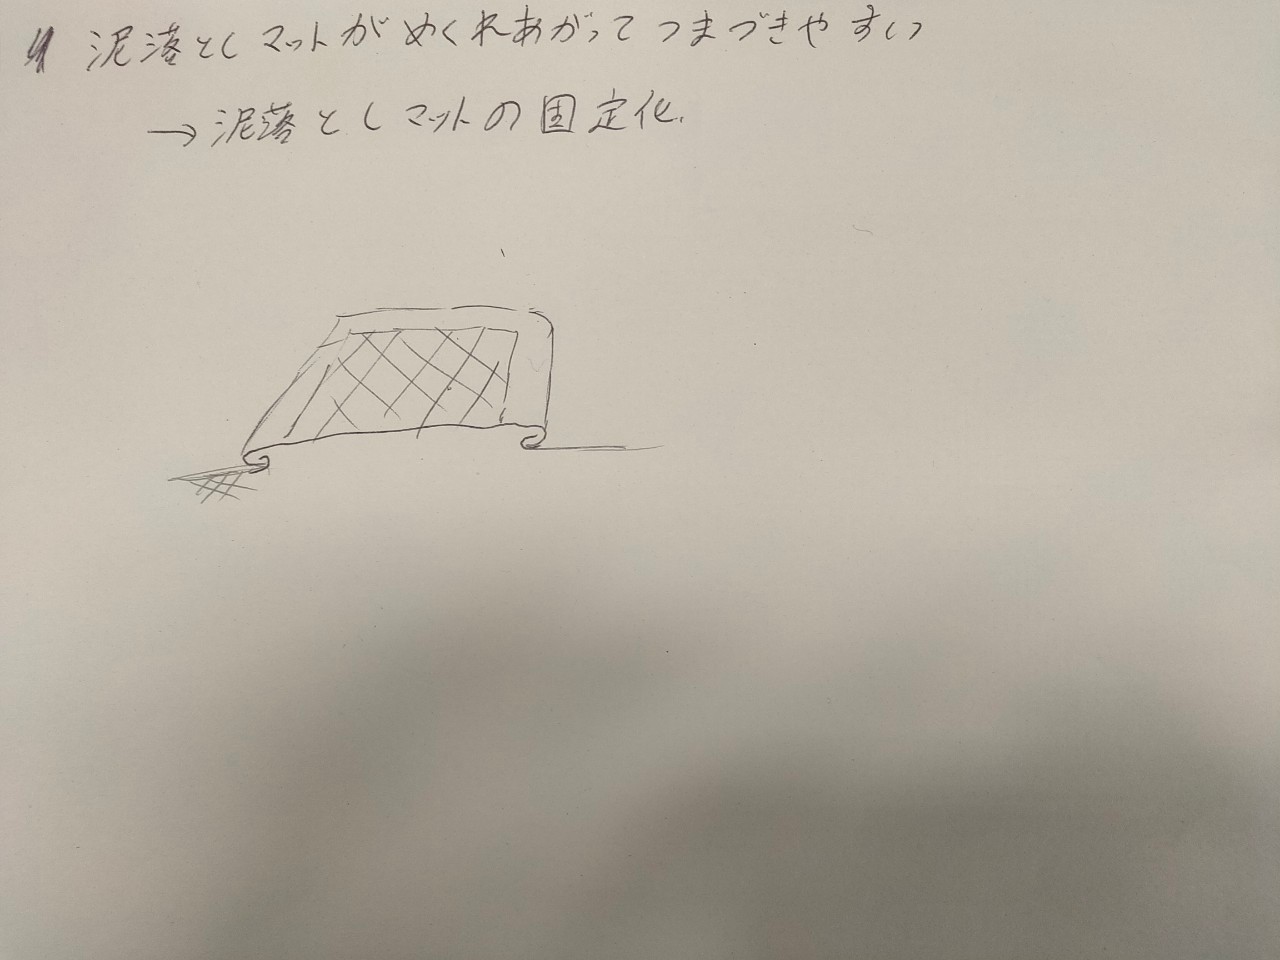 泥落としマットがめくれあがってつまづきやすい
→泥落としマットの固定化.